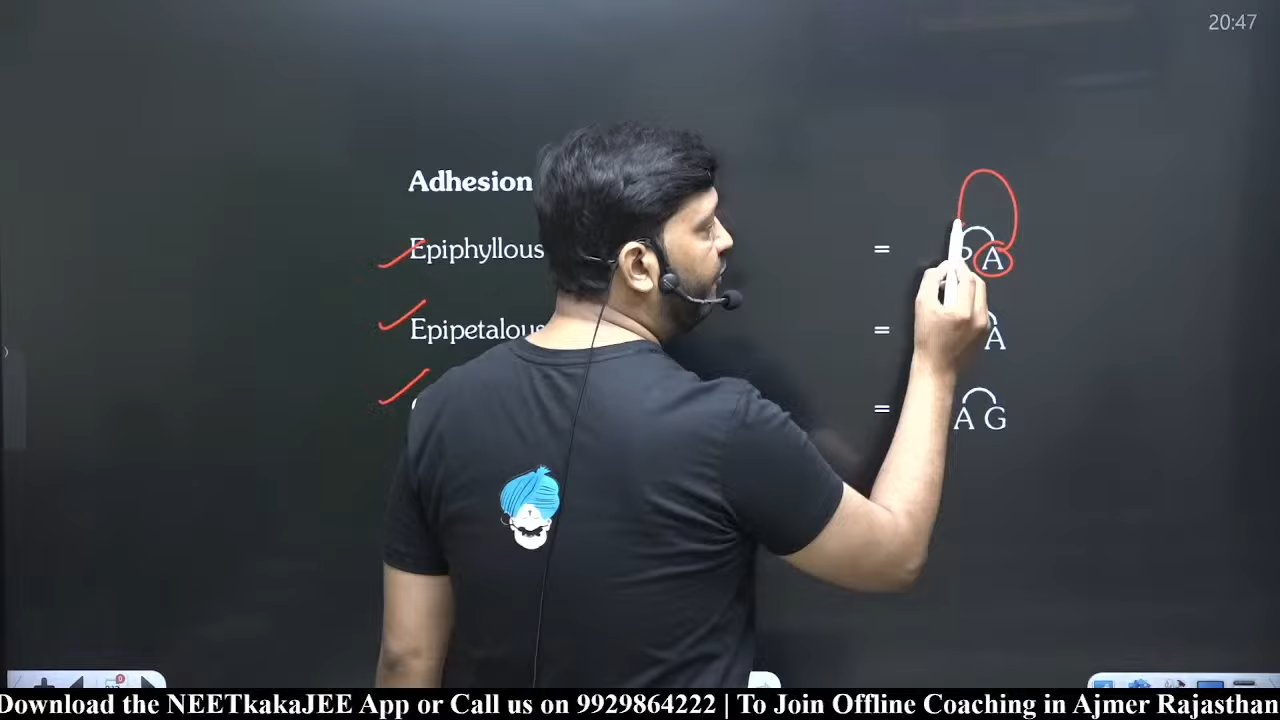 20:47
Adhesion
Epiphyllous = P A
Epipetalous = A
= A G
Download the NEETkakaJEE App or Call us on 9929864222 | To Join Offline Coaching in Ajmer Rajasthan